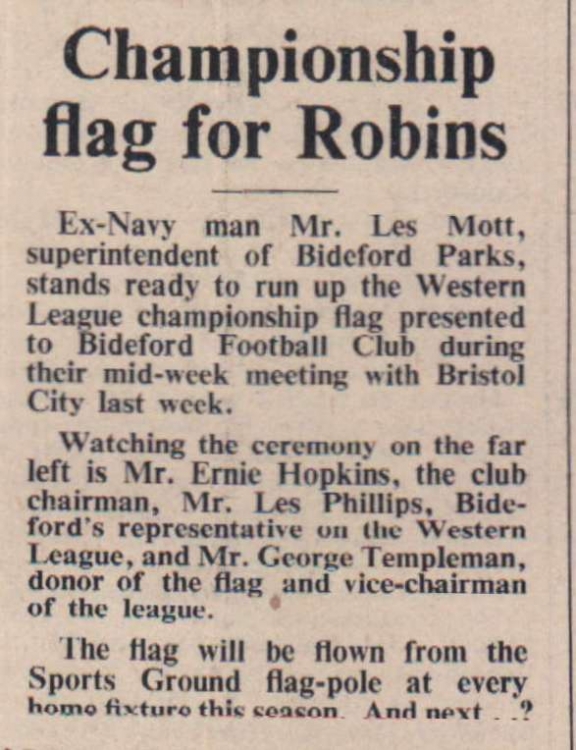 Championship
flag for Robins
Ex-Navy man Mr. Les Mott,
superintendent of Bideford Parks,
stands ready to run up the Western
League championship flag presented
to Bideford Football Club during
their mid-week meeting with Bristol
City last week.
Watching the ceremony on the far
left is Mr. Ernie Hopkins, the club
chairman, Mr. Les Phillips, Bide-
ford's representative on the Western
League, and Mr. George Templeman,
donor of the flag and vice-chairman
of the league.
The flag will be flown from the
Sports Ground flag-pole at every
home fixture this season. And next . . ?